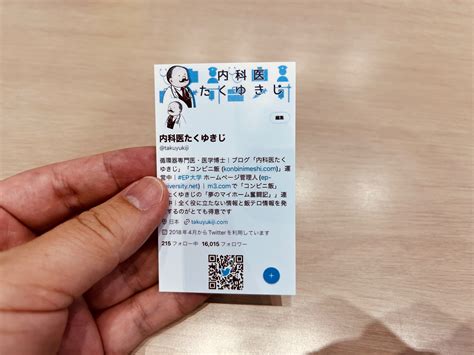 内科医
たくゆきじ
編集
内科医たくゆきじ
@takuyukiji
循環器専門医・医学博士｜ブログ「内科医たく
ゆきじ」「コンビニ飯 (konbinimeshi.com)」運
営中｜#EP大学 ホームページ管理人 (ep-
university.net)｜m3.comで「コンビニ飯」
たくゆきじの「夢のマイホーム奮闘記」」連
中｜全く役に立たない情報と飯テロ情報を発
するのがとても得意です
日本 takuyukiji.com
2018年4月からTwitterを利用しています
215 フォロー中 16,015 フォロワー